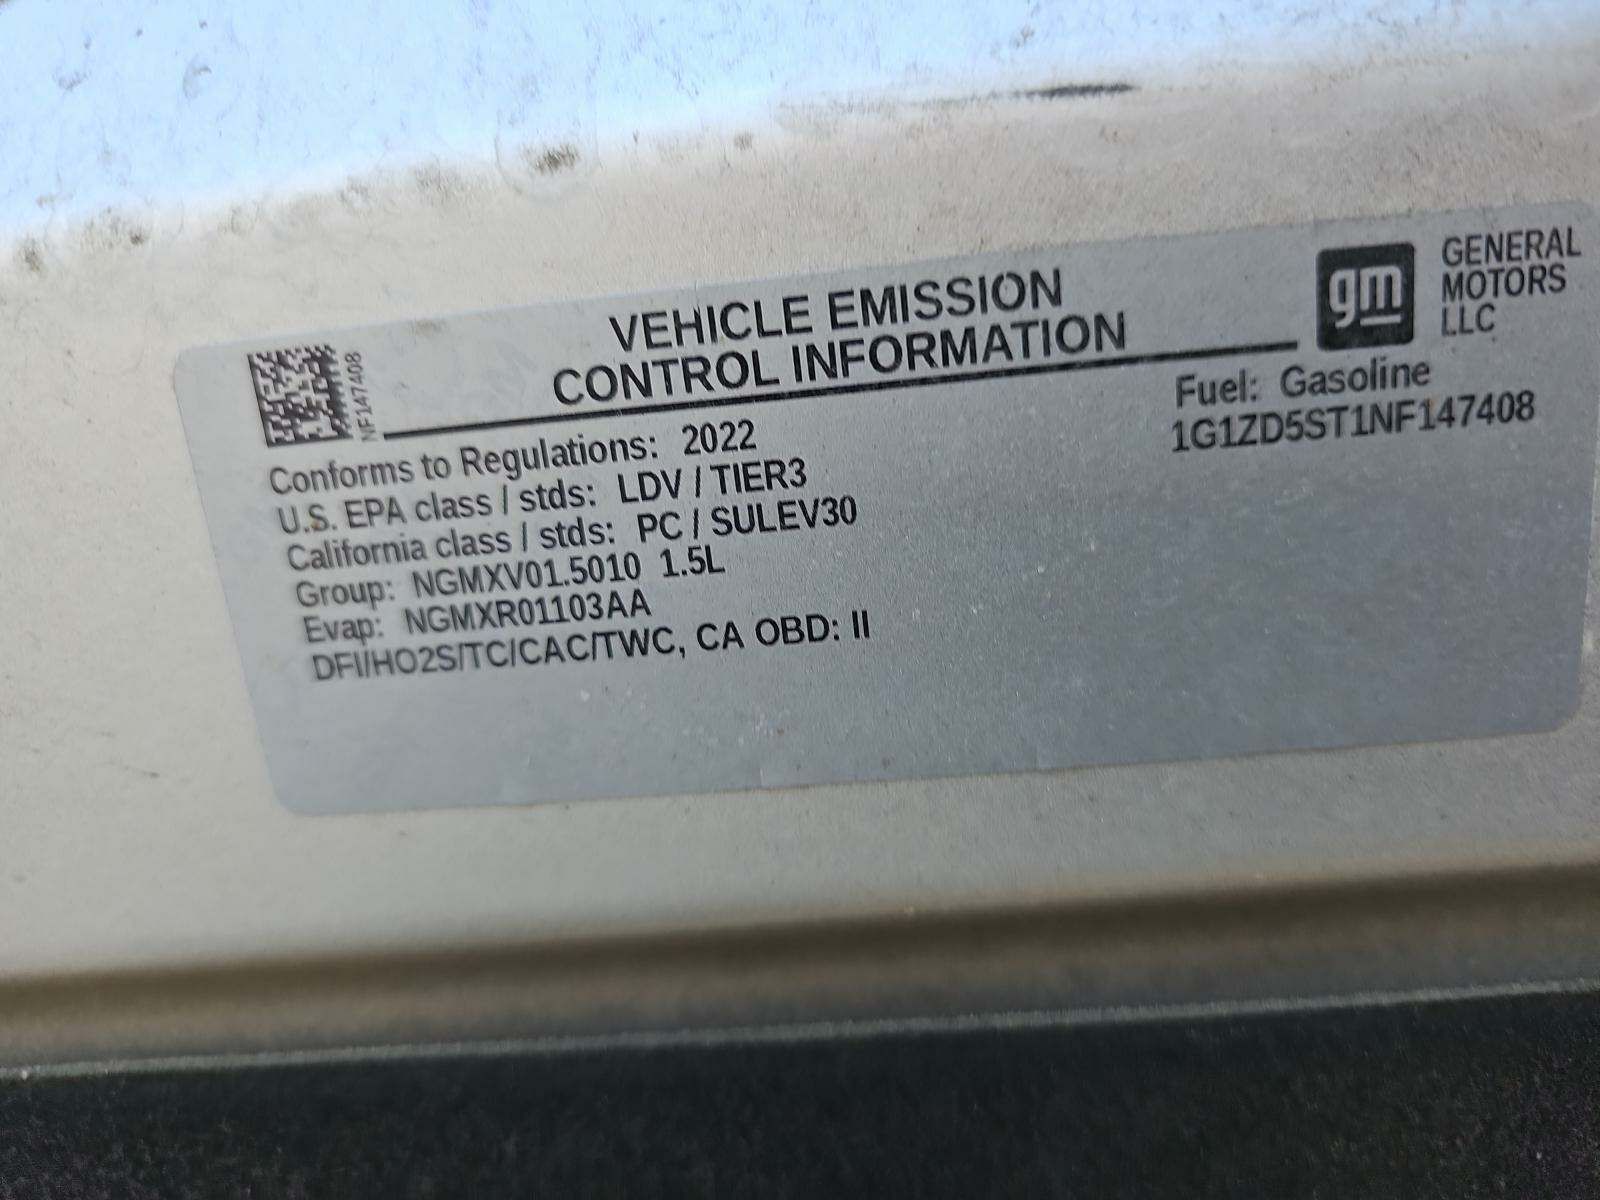 VEHICLE EMISSION
CONTROL INFORMATION
gm
GENERAL
MOTORS
LLC
NF147408
Fuel: Gasoline
1G1ZD5ST1NF147408
Conforms to Regulations: 2022
U.S. EPA class / stds: LDV / TIER3
California class / stds: PC / SULEV30
Group: NGMXV01.5010 1.5L
Evap: NGMXR01103AA
DFI/HO2S/TC/CAC/TWC, CA OBD: II